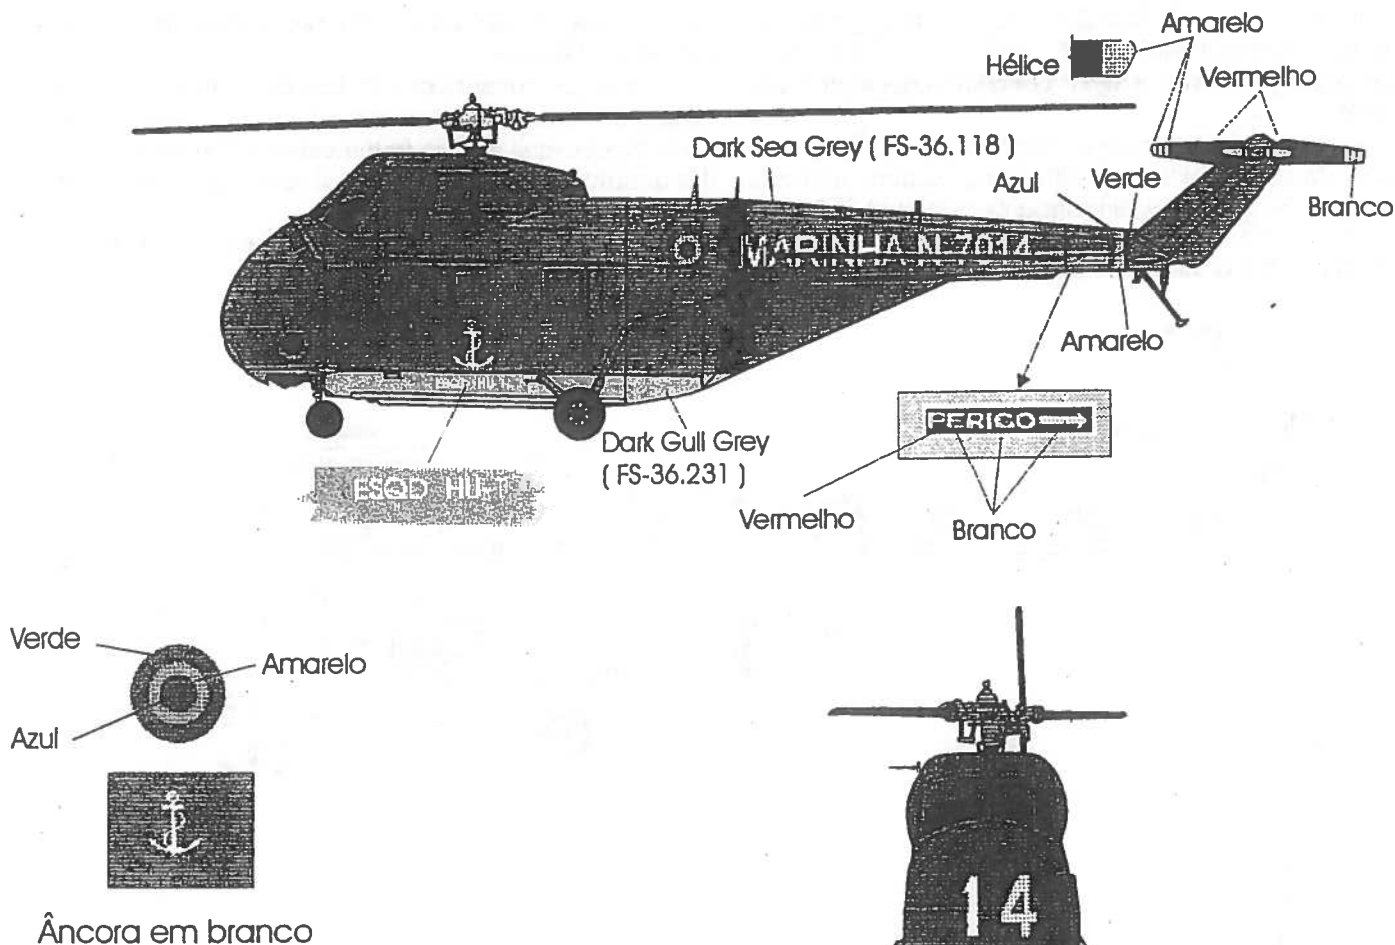 Amarelo
Hélice
Vermelho
Dark Sea Grey ( FS-36.118 )
Azul
Verde
Branco
MARINHA N-7014
Amarelo
PERIGO
Dark Gull Grey
( FS-36.231 )
ESQD HU-1
Vermelho
Branco
Verde
Amarelo
Azul
14
Âncora em branco